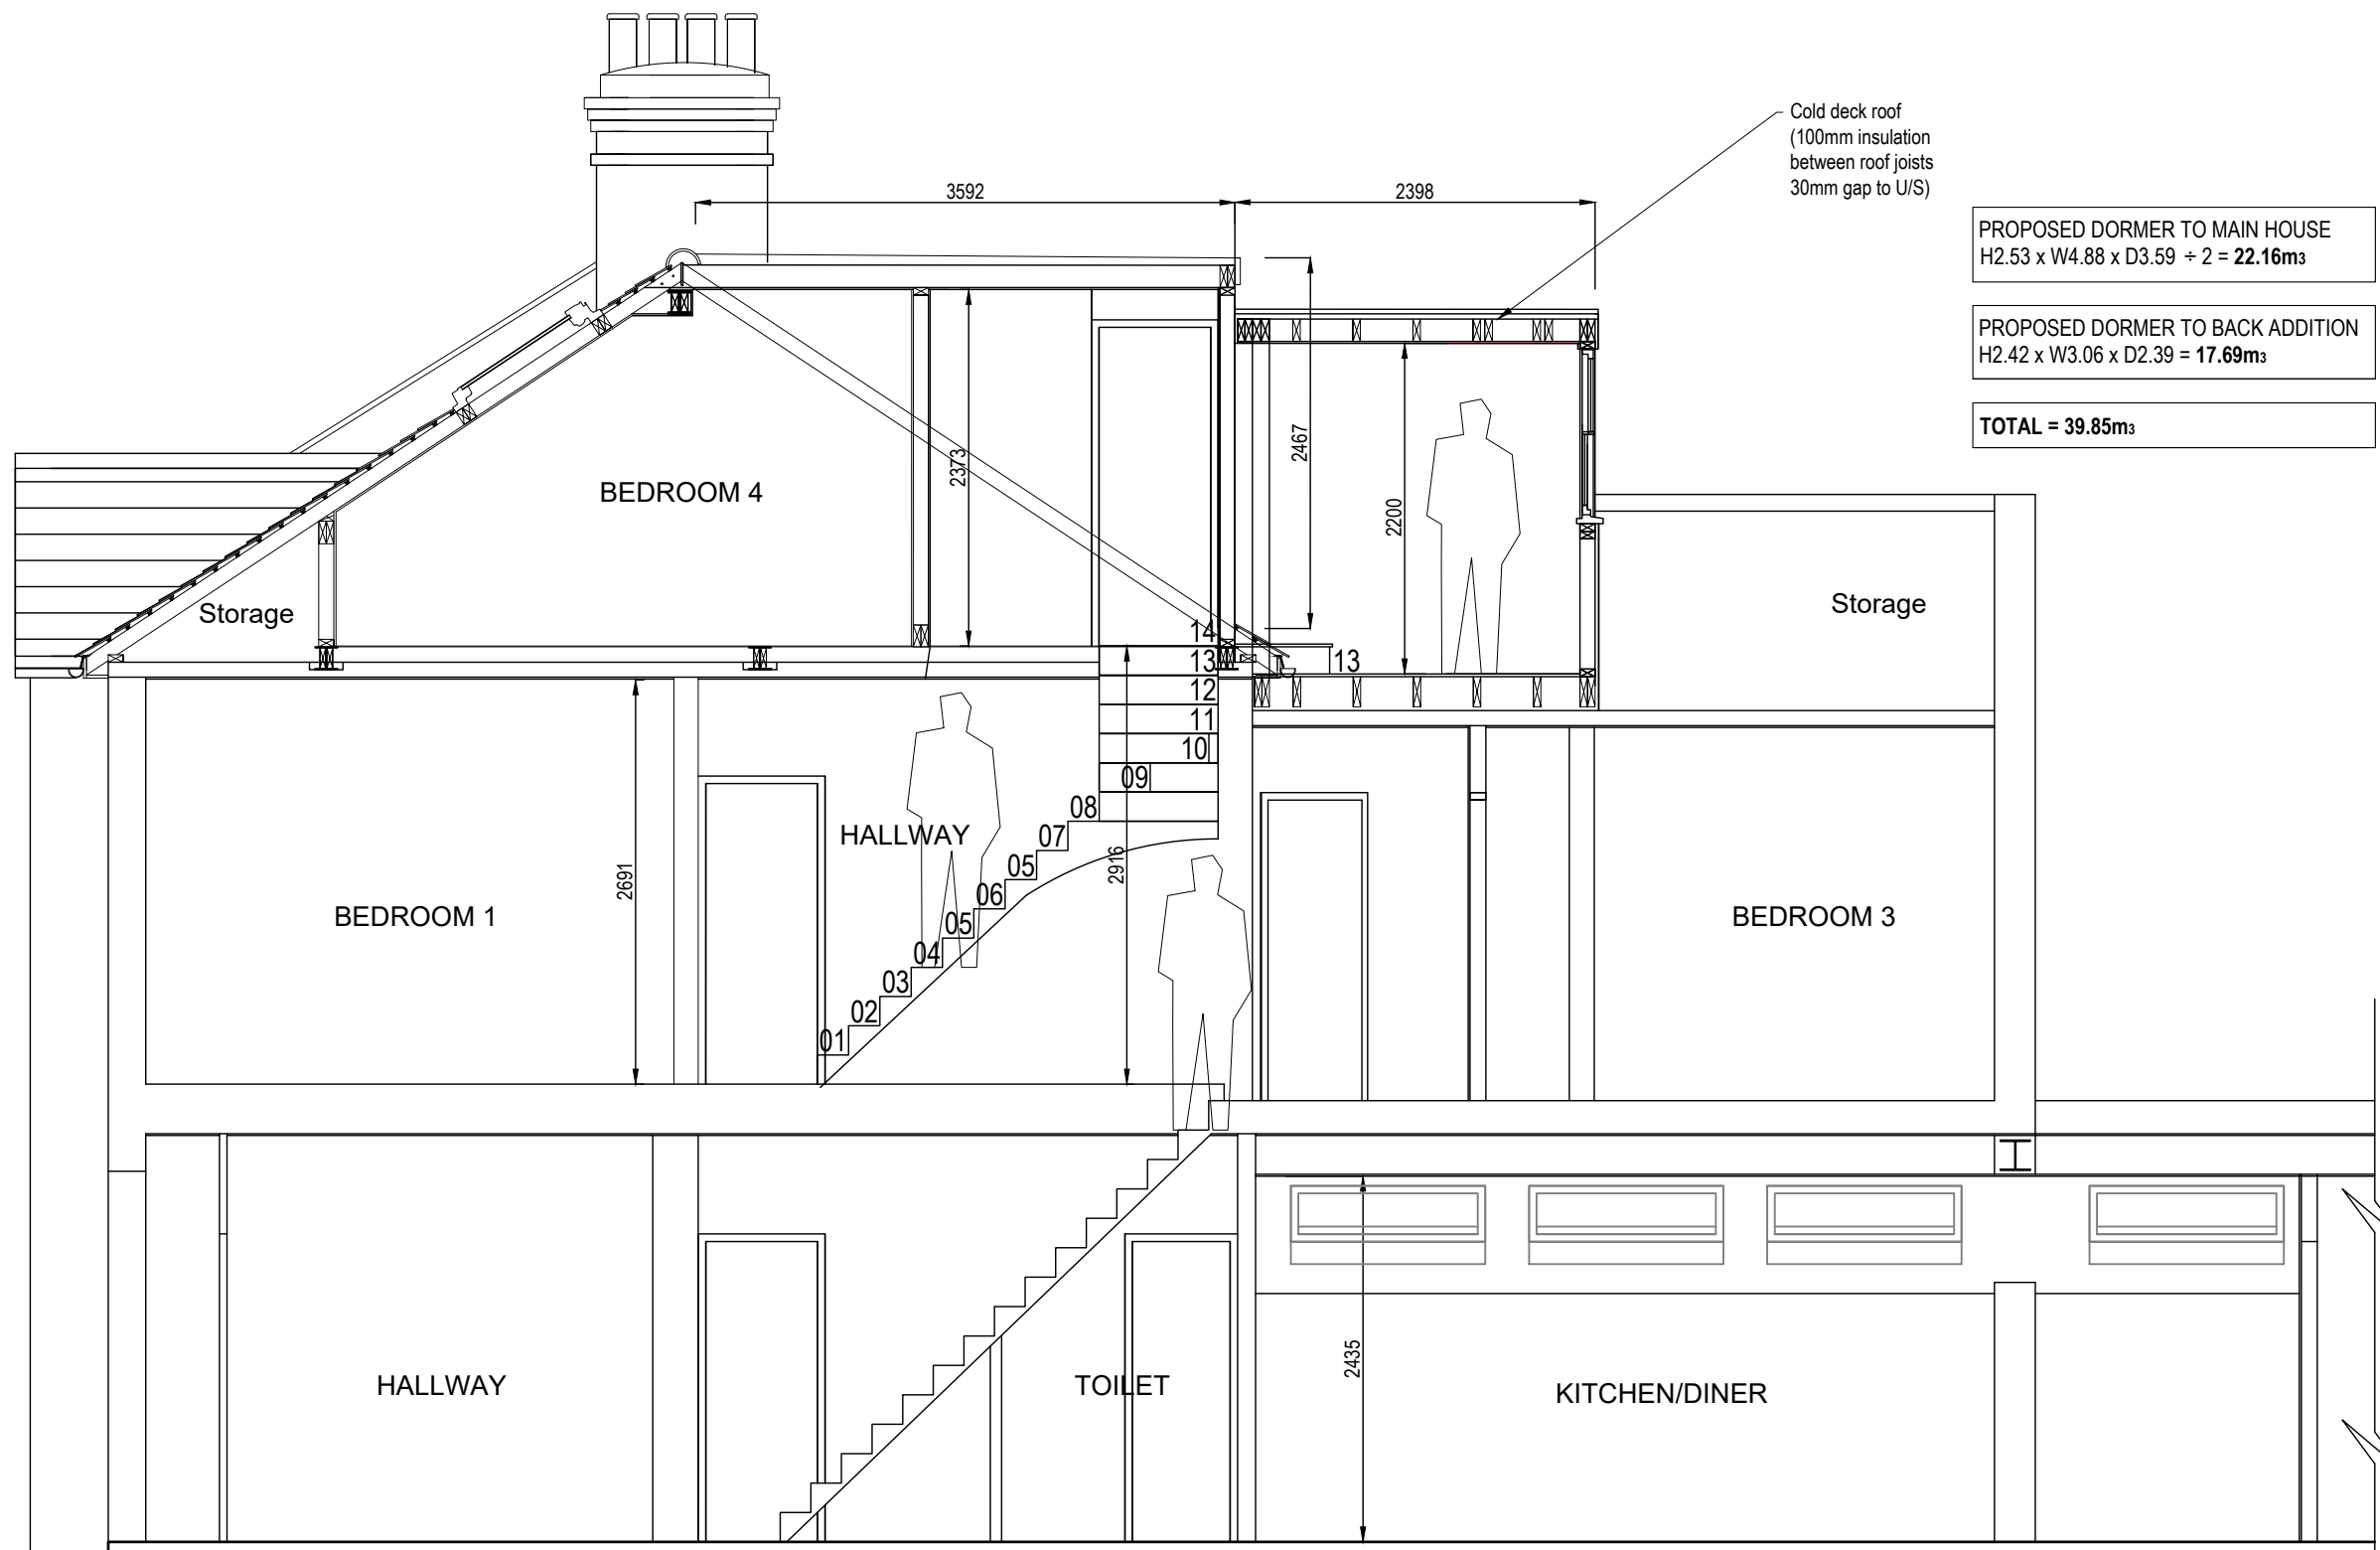 Cold deck roof
(100mm insulation
between roof joists
30mm gap to U/S)
3592
2398
PROPOSED DORMER TO MAIN HOUSE
H2.53 x W4.88 x D3.59 ÷ 2 = 22.16m3
PROPOSED DORMER TO BACK ADDITION
H2.42 x W3.06 x D2.39 = 17.69m3
TOTAL = 39.85m3
2467
2373
BEDROOM 4
2200
Storage
Storage
14
13
13
12
11
10
09
08
07
05
06
05
04
03
02
01
HALLWAY
2916
2691
BEDROOM 1
BEDROOM 3
2435
HALLWAY
TOILET
KITCHEN/DINER